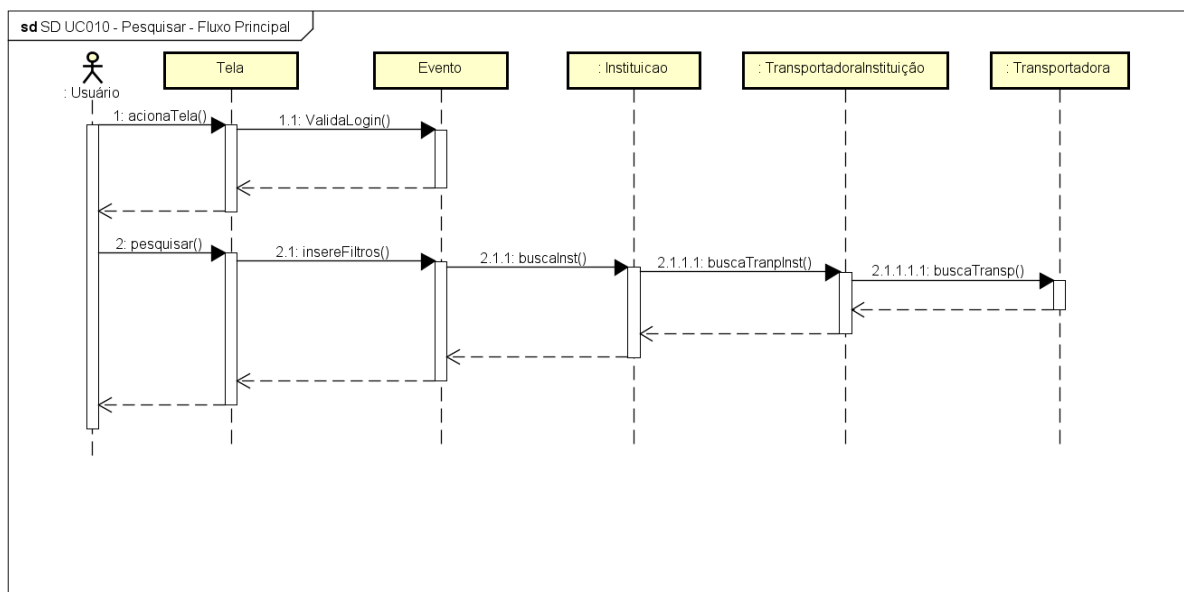 sd SD UC010 - Pesquisar - Fluxo Principal
: Usuário
Tela
Evento
: Instituicao
: TransportadoraInstituição
: Transportadora
1: acionaTela()
1.1: ValidaLogin()
2: pesquisar()
2.1: insereFiltros()
2.1.1: buscaInst()
2.1.1.1: buscaTranpInst()
2.1.1.1.1: buscaTransp()